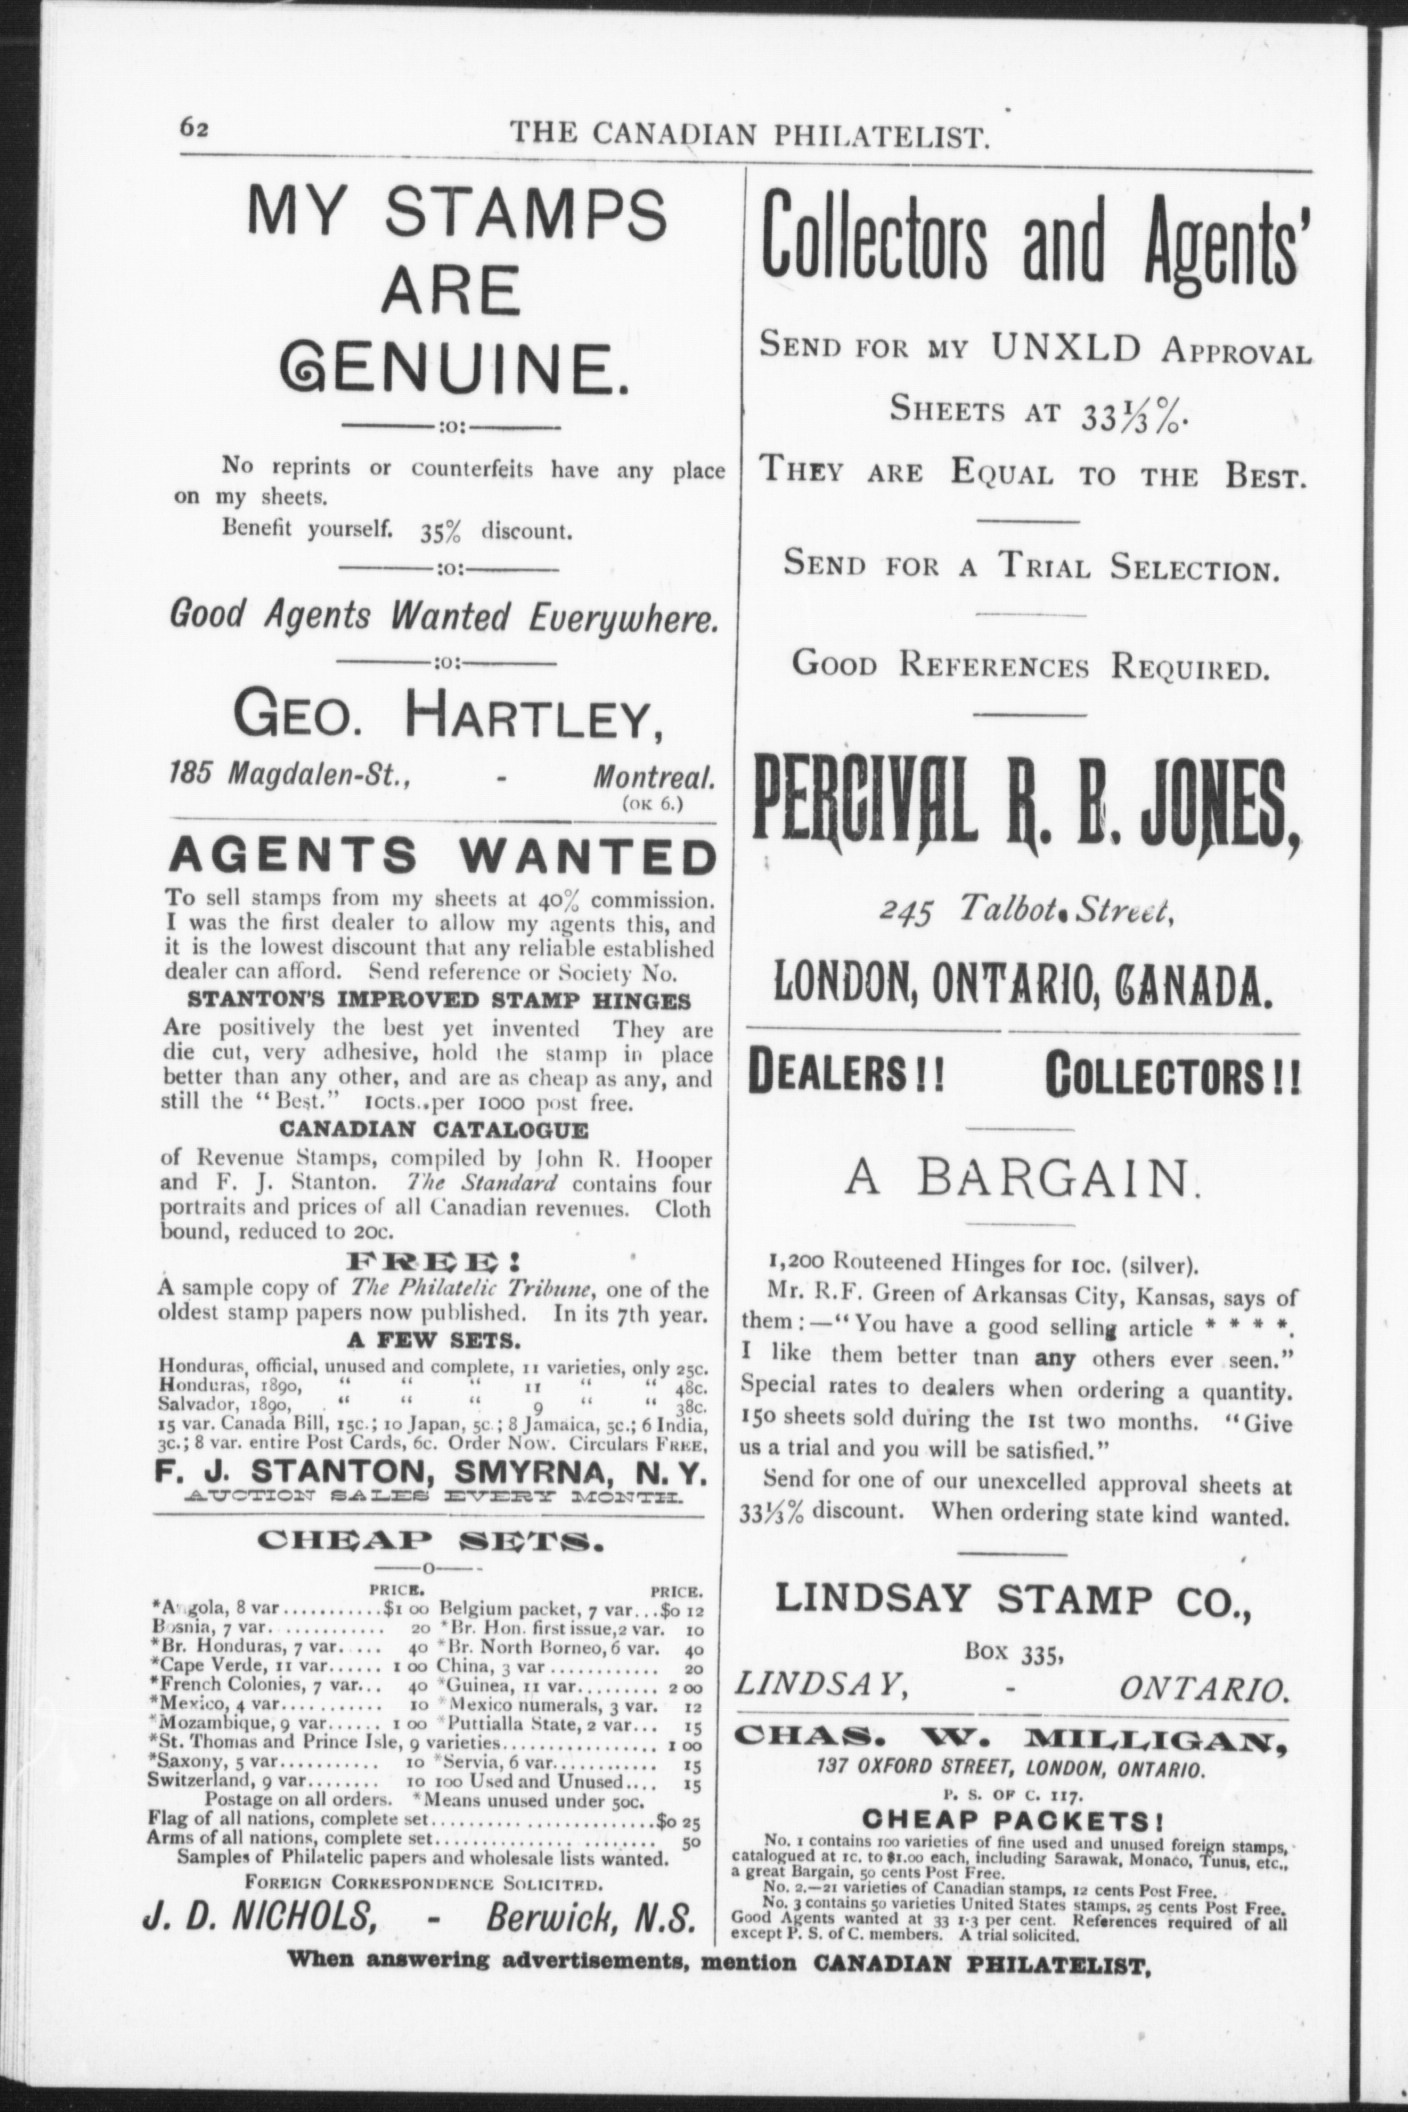 62
THE CANADIAN PHILATELIST.
MY STAMPS
ARE
GENUINE.
:o:
No reprints or counterfeits have any place
on my sheets.
Benefit yourself. 35% discount.
:o:
Good Agents Wanted Everywhere.
:o:
GEO. HARTLEY,
185 Magdalen-St., - Montreal.
(OK 6.)
AGENTS WANTED
To sell stamps from my sheets at 40% commission.
I was the first dealer to allow my agents this, and
it is the lowest discount that any reliable established
dealer can afford. Send reference or Society No.
STANTON'S IMPROVED STAMP HINGES
Are positively the best yet invented They are
die cut, very adhesive, hold the stamp in place
better than any other, and are as cheap as any, and
still the "Best." 10cts..per 1000 post free.
CANADIAN CATALOGUE
of Revenue Stamps, compiled by John R. Hooper
and F. J. Stanton. The Standard contains four
portraits and prices of all Canadian revenues. Cloth
bound, reduced to 20c.
FREE!
A sample copy of The Philatelic Tribune, one of the
oldest stamp papers now published. In its 7th year.
A FEW SETS.
Honduras, official, unused and complete, 11 varieties, only 25c.
Honduras, 1890, " " " 11 " " 48c.
Salvador, 1890, " " " 9 " " 38c.
15 var. Canada Bill, 15c.; 10 Japan, 5c.; 8 Jamaica, 5c.; 6 India,
3c.; 8 var. entire Post Cards, 6c. Order Now. Circulars FREE,
F. J. STANTON, SMYRNA, N. Y.
AUCTION SALES EVERY MONTH.
CHEAP SETS.
o
PRICE. PRICE.
*Angola, 8 var...........$1 00 Belgium packet, 7 var...$0 12
Bosnia, 7 var............ 20 *Br. Hon. first issue, 2 var. 10
*Br. Honduras, 7 var..... 40 *Br. North Borneo, 6 var. 40
*Cape Verde, 11 var...... 1 00 China, 3 var............ 20
*French Colonies, 7 var... 40 *Guinea, 11 var......... 2 00
*Mexico, 4 var........... 10 *Mexico numerals, 3 var. 12
*Mozambique, 9 var...... 1 00 *Puttialla State, 2 var... 15
*St. Thomas and Prince Isle, 9 varieties................. 1 00
*Saxony, 5 var........... 10 *Servia, 6 var............ 15
Switzerland, 9 var........ 10 100 Used and Unused.... 15
Postage on all orders. *Means unused under 50c.
Flag of all nations, complete set.........................$0 25
Arms of all nations, complete set........................ 50
Samples of Philatelic papers and wholesale lists wanted.
FOREIGN CORRESPONDENCE SOLICITED.
J. D. NICHOLS, - Berwick, N.S.
Collectors and Agents'
SEND FOR MY UNXLD APPROVAL
SHEETS AT 33⅓%.
THEY ARE EQUAL TO THE BEST.
SEND FOR A TRIAL SELECTION.
GOOD REFERENCES REQUIRED.
PERCIVAL R. B. JONES,
245 Talbot Street,
LONDON, ONTARIO, CANADA.
DEALERS!! COLLECTORS!!
A BARGAIN.
1,200 Routeened Hinges for 10c. (silver).
Mr. R.F. Green of Arkansas City, Kansas, says of
them:—"You have a good selling article * * * *.
I like them better tnan any others ever seen."
Special rates to dealers when ordering a quantity.
150 sheets sold during the 1st two months. "Give
us a trial and you will be satisfied."
Send for one of our unexcelled approval sheets at
33⅓% discount. When ordering state kind wanted.
LINDSAY STAMP CO.,
Box 335,
LINDSAY, - ONTARIO.
CHAS. W. MILLIGAN,
137 OXFORD STREET, LONDON, ONTARIO.
P. S. OF C. 117.
CHEAP PACKETS!
No. 1 contains 100 varieties of fine used and unused foreign stamps,
catalogued at 1c. to $1.00 each, including Sarawak, Monaco, Tunus, etc.,
a great Bargain, 50 cents Post Free.
No. 2.—21 varieties of Canadian stamps, 12 cents Post Free.
No. 3 contains 50 varieties United States stamps, 25 cents Post Free.
Good Agents wanted at 33 1-3 per cent. References required of all
except P. S. of C. members. A trial solicited.
When answering advertisements, mention CANADIAN PHILATELIST,